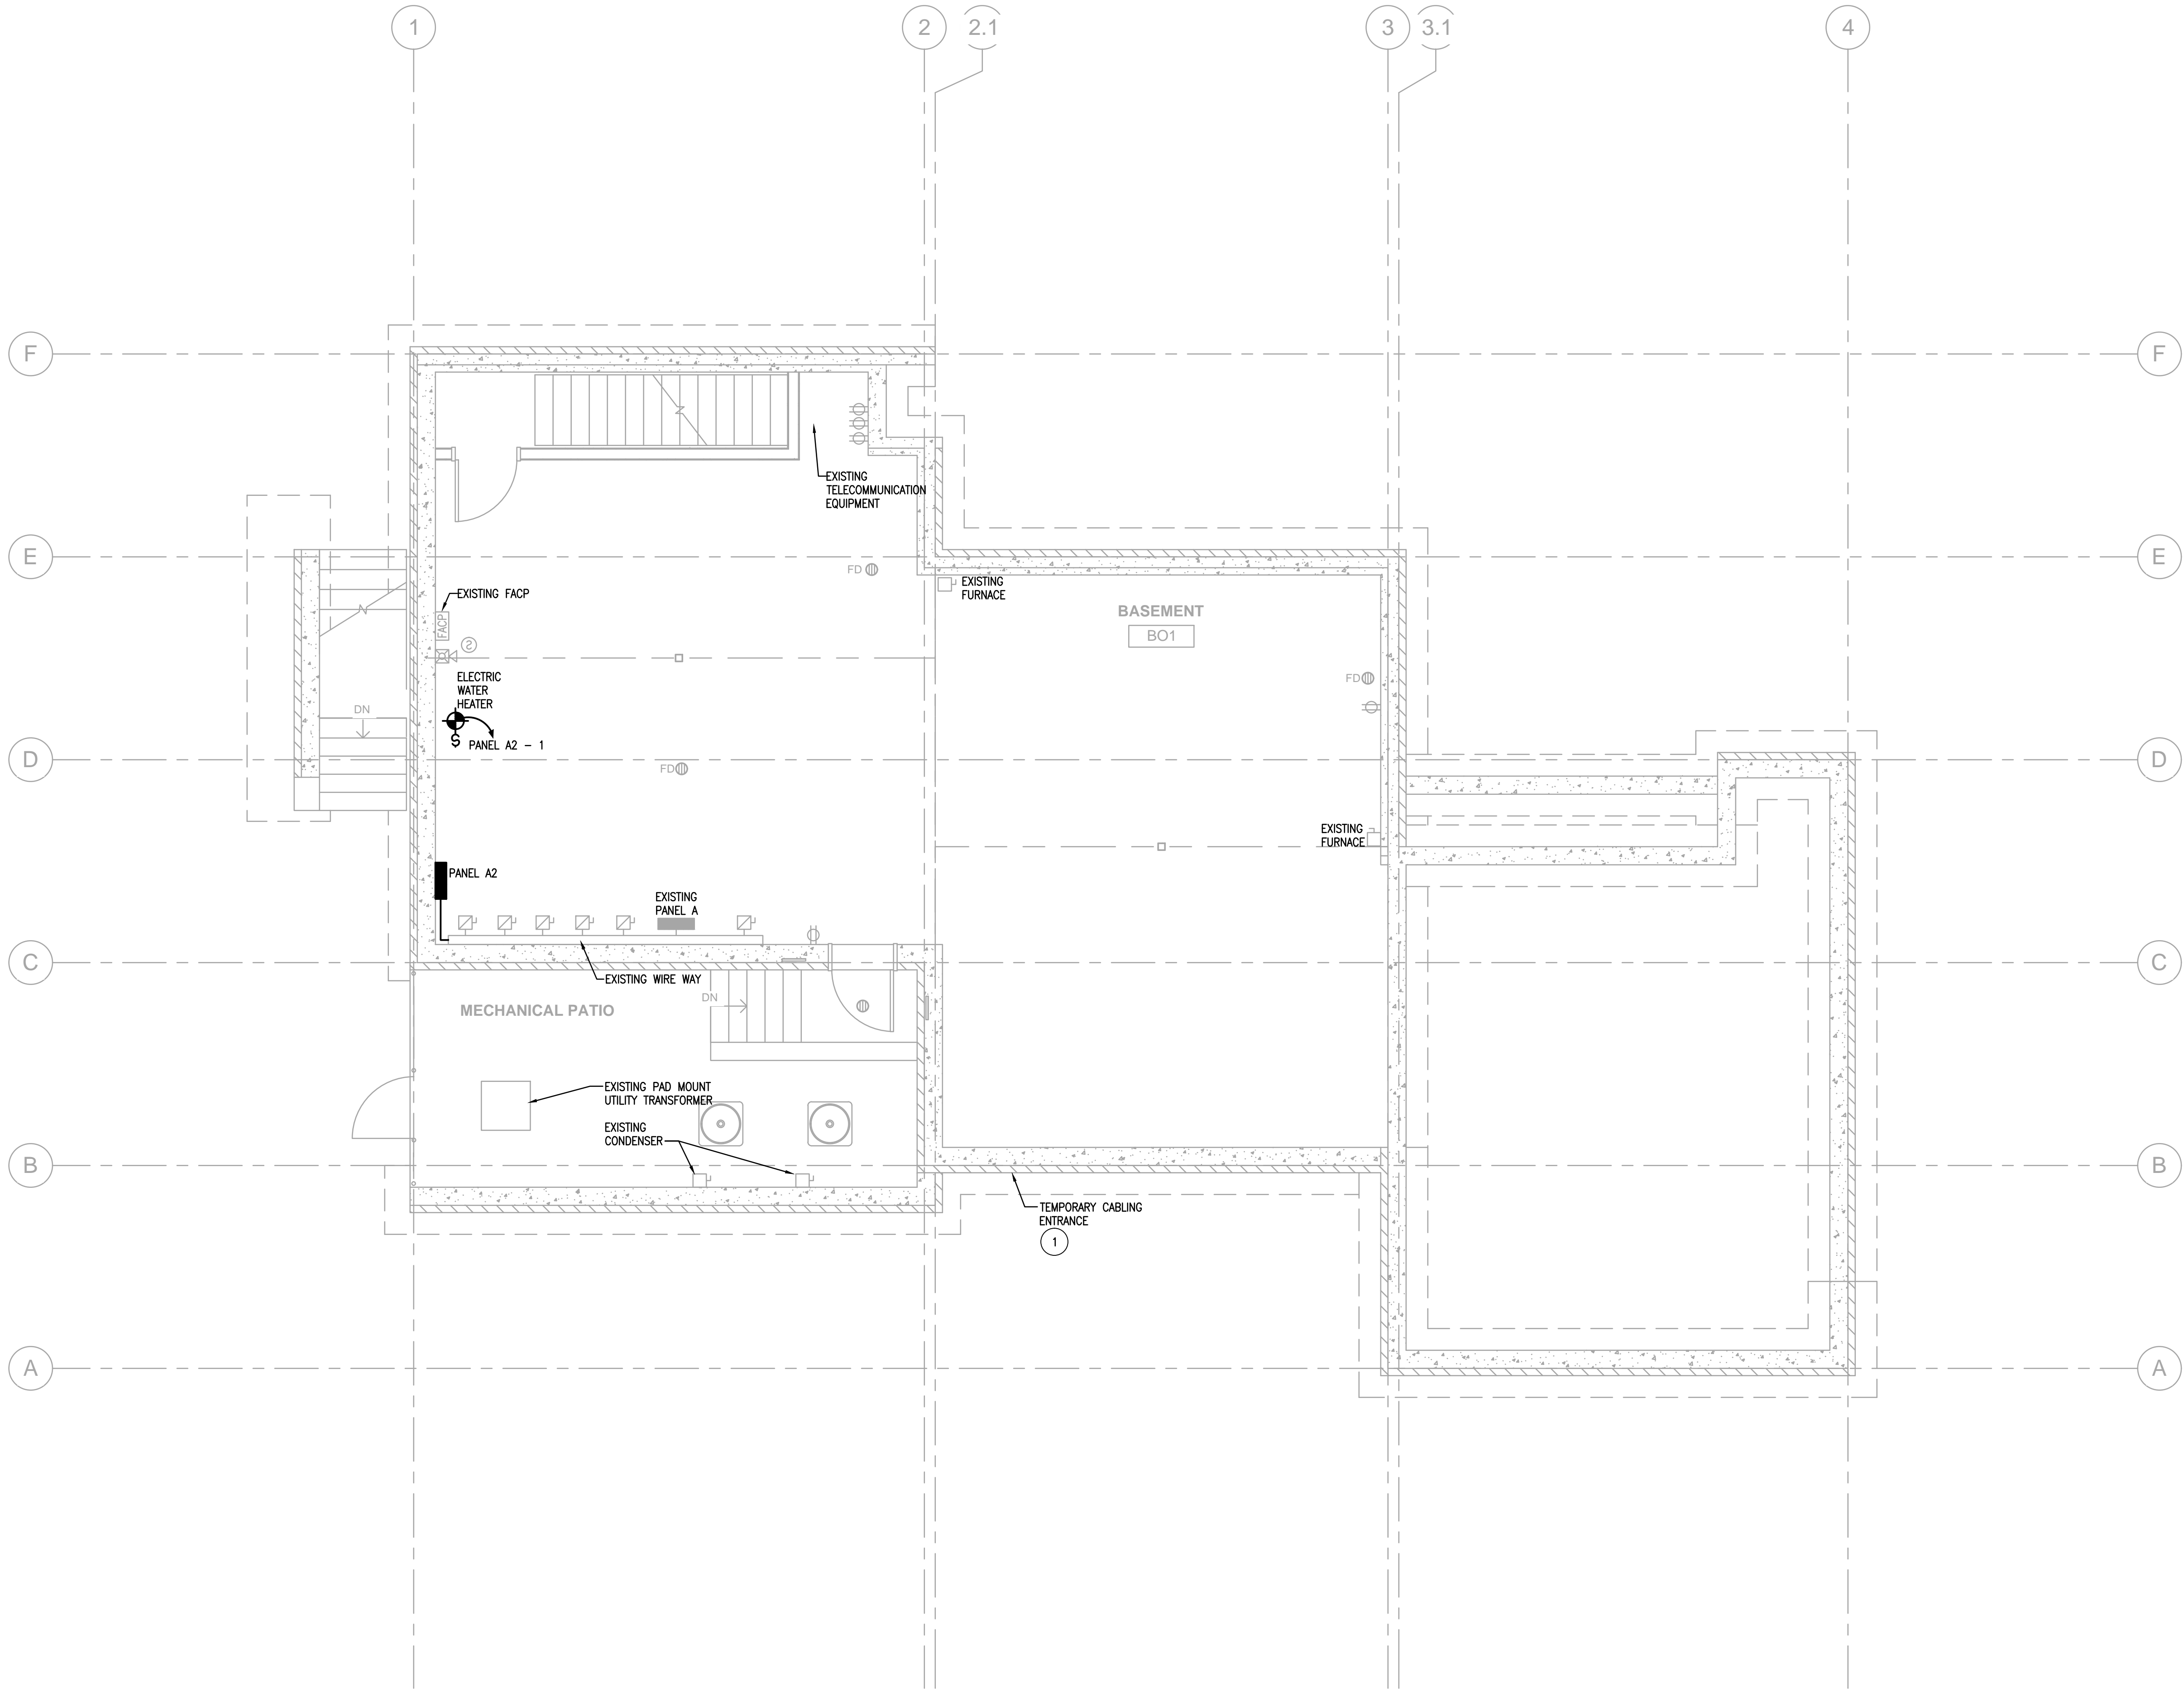 1
2
2.1
3
3.1
4
F
F
EXISTING
TELECOMMUNICATION
EQUIPMENT
E
E
FD
EXISTING
FURNACE
EXISTING FACP
FACP
BASEMENT
BO1
2
ELECTRIC
WATER
HEATER
FD
DN
S
PANEL A2 - 1
D
D
FD
EXISTING
FURNACE
PANEL A2
EXISTING
PANEL A
C
C
EXISTING WIRE WAY
DN
MECHANICAL PATIO
EXISTING PAD MOUNT
UTILITY TRANSFORMER
EXISTING
CONDENSER
B
B
TEMPORARY CABLING
ENTRANCE
1
A
A